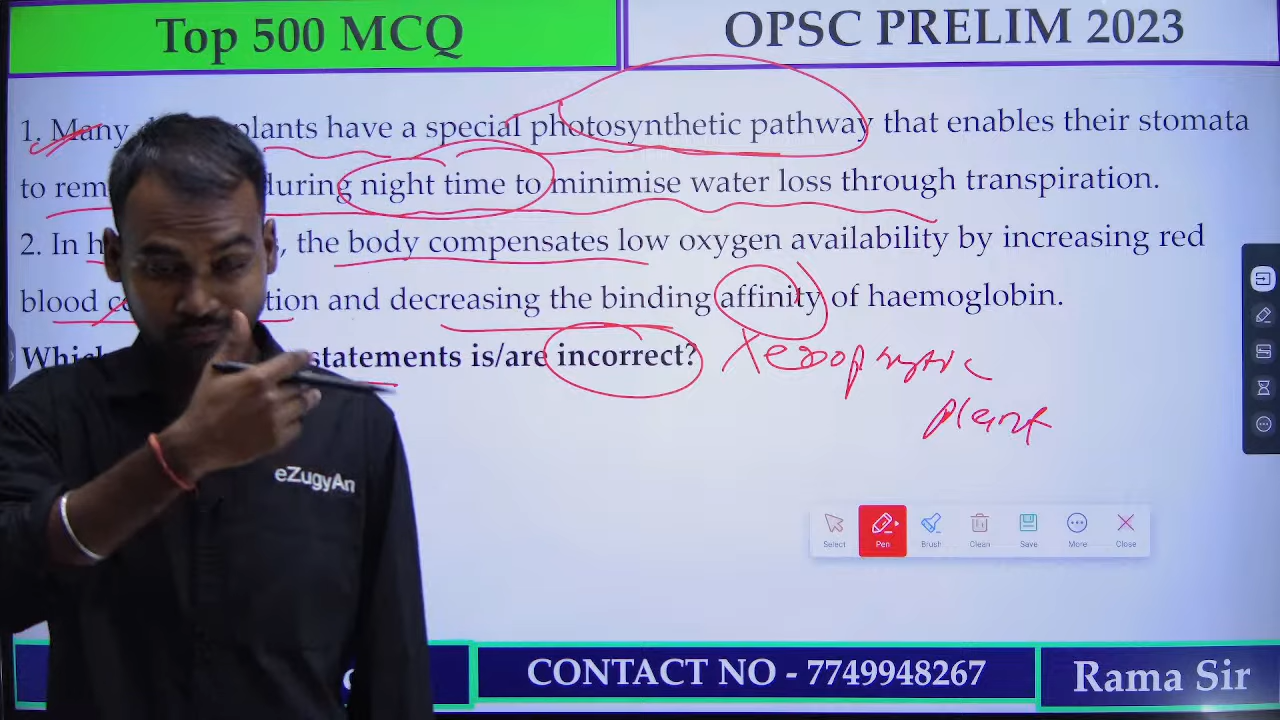 Top 500 MCQ
OPSC PRELIM 2023
1. Many plants have a special photosynthetic pathway that enables their stomata
to during night time to minimise water loss through transpiration.
2. In the body compensates low oxygen availability by increasing red
blood and decreasing the binding affinity of haemoglobin.
statements is/are incorrect?
Xerophytic
plant
eZugyAn
Select Pen Brush Clean Save More Close
CONTACT NO - 7749948267
Rama Sir